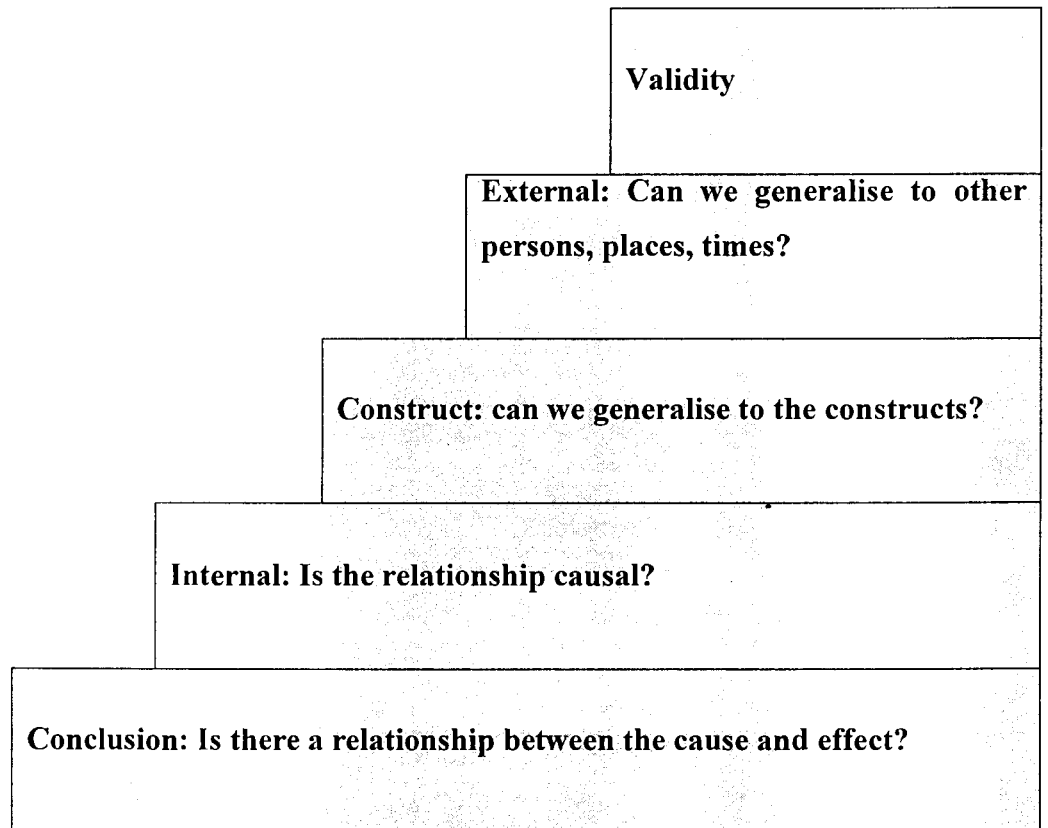 Validity
External: Can we generalise to other
persons, places, times?
Construct: can we generalise to the constructs?
Internal: Is the relationship causal?
Conclusion: Is there a relationship between the cause and effect?